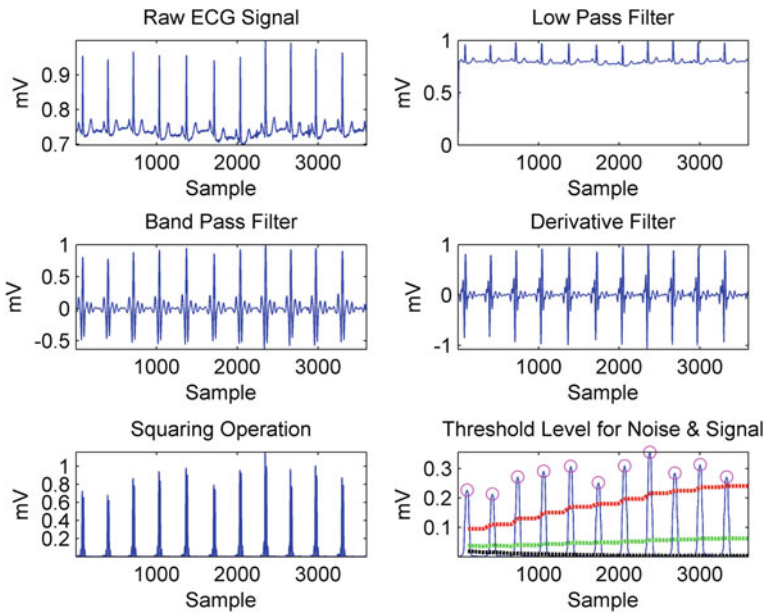 Raw ECG Signal
mV
0.9
0.8
0.7
1000 2000 3000
Sample
Low Pass Filter
mV
1
0.5
0
1000 2000 3000
Sample
Band Pass Filter
mV
1
0.5
0
-0.5
1000 2000 3000
Sample
Derivative Filter
mV
1
0
-1
1000 2000 3000
Sample
Squaring Operation
mV
1
0.8
0.6
0.4
0.2
1000 2000 3000
Sample
Threshold Level for Noise & Signal
mV
0.3
0.2
0.1
1000 2000 3000
Sample